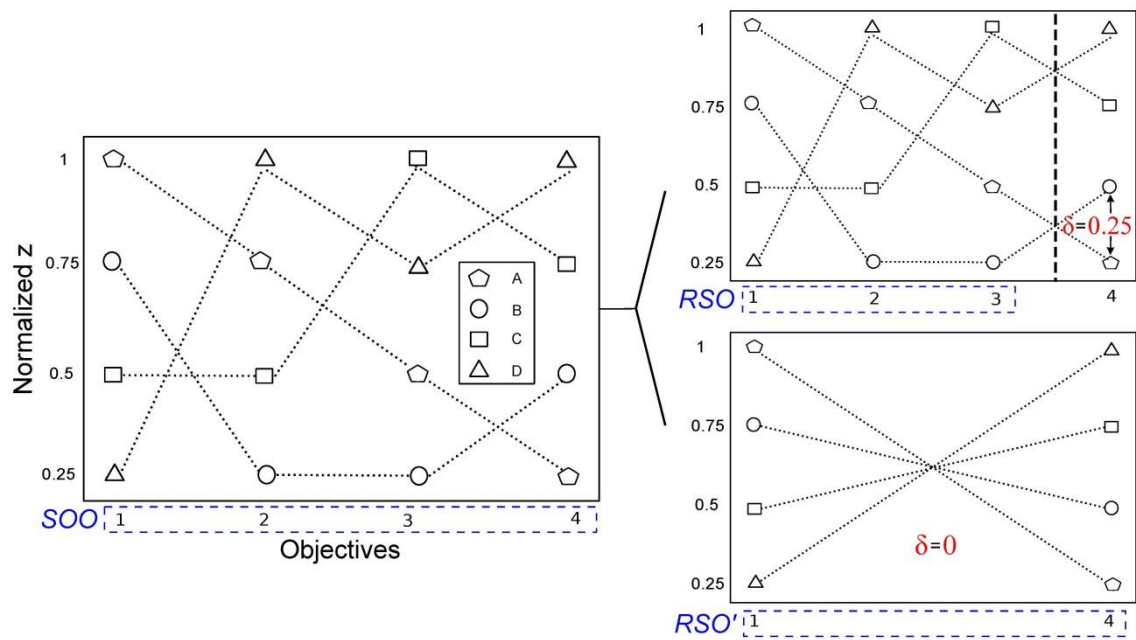 Normalized z
1
0.75
0.5
0.25
A
B
C
D
SOO 1 2 3 4
Objectives
1
0.75
0.5
0.25
δ=0.25
RSO 1 2 3 4
1
0.75
0.5
0.25
δ=0
RSO' 1 4